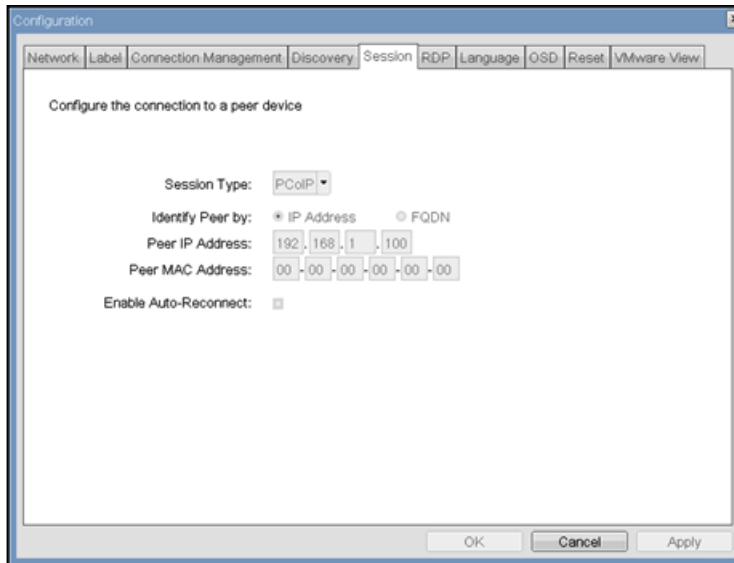 Configuration
Network Label Connection Management Discovery Session RDP Language OSD Reset VMware View
Configure the connection to a peer device
Session Type: PCoIP
Identify Peer by: IP Address FQDN
Peer IP Address: 192 . 168 . 1 . 100
Peer MAC Address: 00 - 00 - 00 - 00 - 00 - 00
Enable Auto-Reconnect:
OK Cancel Apply